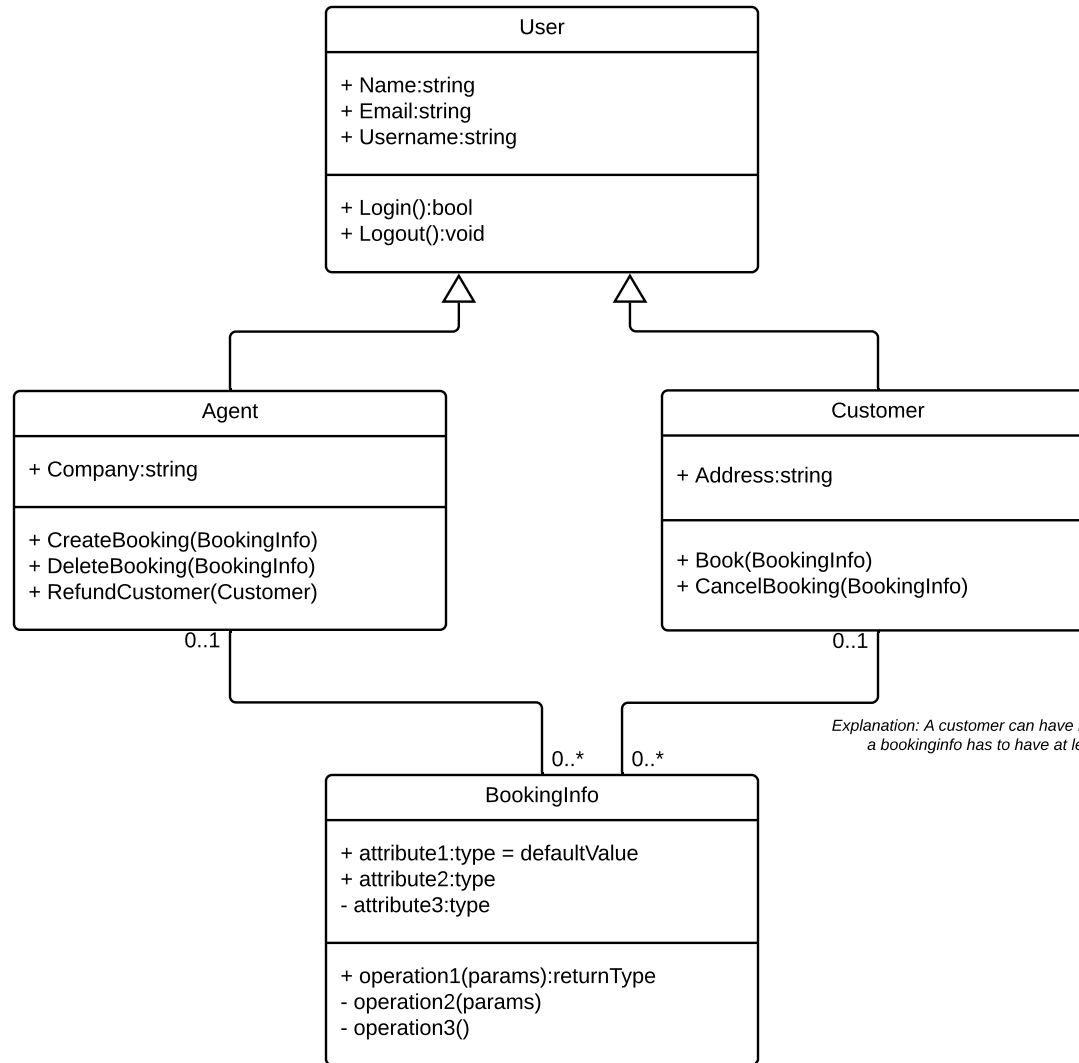 User
+ Name:string
+ Email:string
+ Username:string
+ Login():bool
+ Logout():void
Agent
+ Company:string
+ CreateBooking(BookingInfo)
+ DeleteBooking(BookingInfo)
+ RefundCustomer(Customer)
0..1
Customer
+ Address:string
+ Book(BookingInfo)
+ CancelBooking(BookingInfo)
0..1
Explanation: A customer can have
a bookinginfo has to have at
0..*
0..*
BookingInfo
+ attribute1:type = defaultValue
+ attribute2:type
- attribute3:type
+ operation1(params):returnType
- operation2(params)
- operation3()